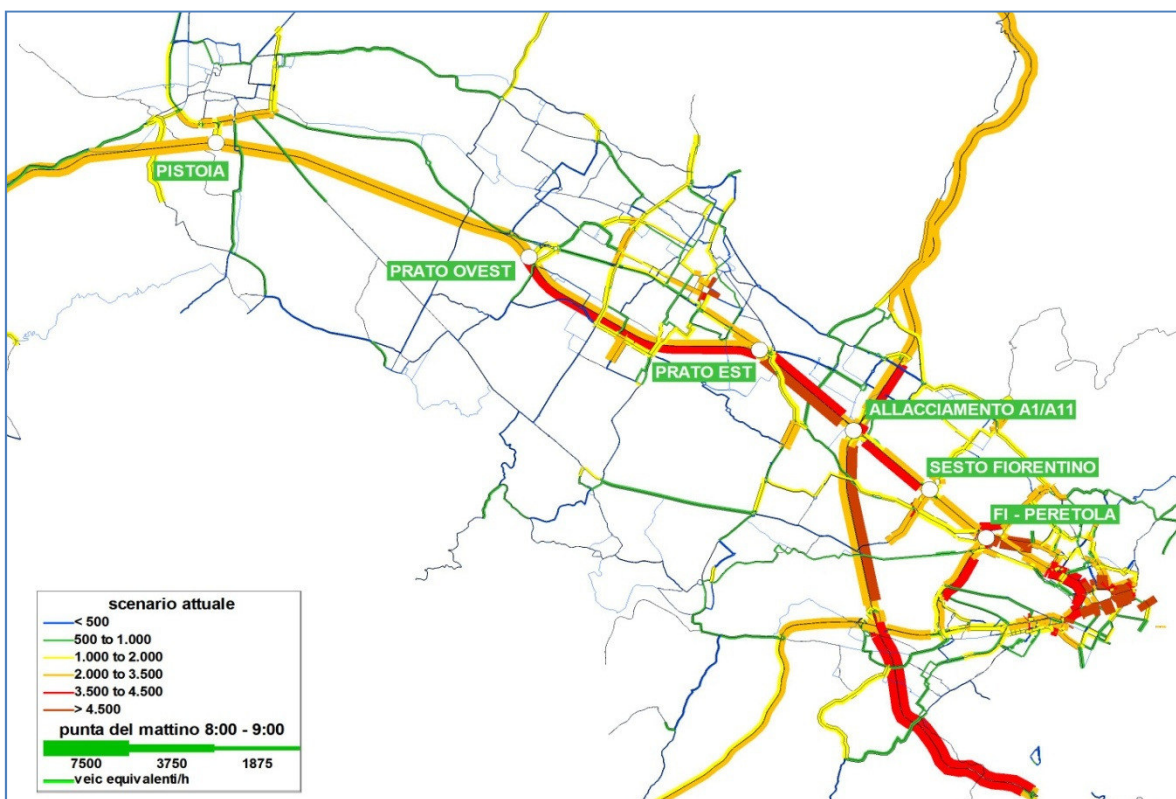 PISTOIA
PRATO OVEST
PRATO EST
ALLACCIAMENTO A1/A11
SESTO FIORENTINO
FI - PERETOLA
scenario attuale
< 500
500 to 1.000
1.000 to 2.000
2.000 to 3.500
3.500 to 4.500
> 4.500
punta del mattino 8:00 - 9:00
7500 3750 1875
veic equivalenti/h